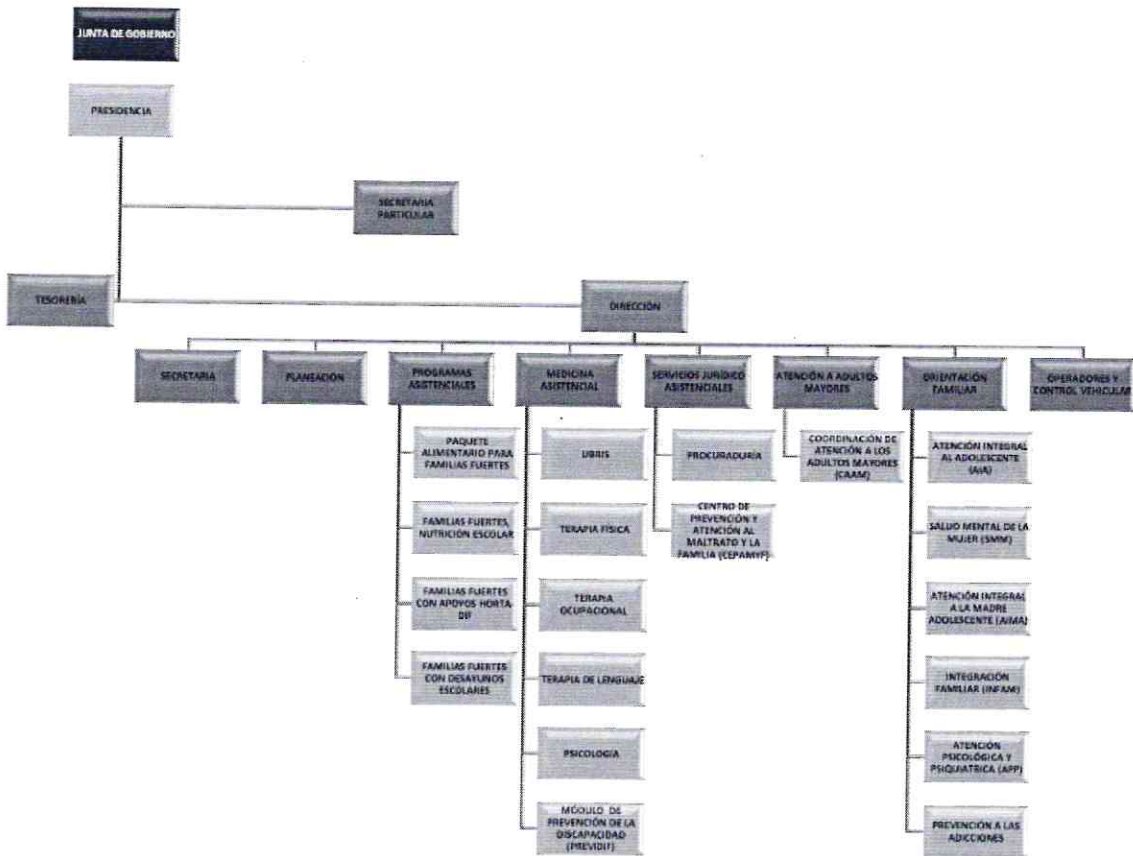 JUNTA DE GOBIERNO
PRESIDENCIA
SECRETARIA
PARTICULAR
TESORERÍA
DIRECCIÓN
SECRETARIA
PLANEACIÓN
PROGRAMAS
ASISTENCIALES
MEDICINA
ASISTENCIAL
SERVICIOS JURÍDICO
ASISTENCIALES
ATENCIÓN A ADULTOS
MAYORES
ORIENTACIÓN
FAMILIAR
OPERADORES Y
CONTROL VEHICULAR
PAQUETE
ALIMENTARIO PARA
FAMILIAS FUERTES
FAMILIAS FUERTES,
NUTRICIÓN ESCOLAR
FAMILIAS FUERTES
CON APOYOS HORTA-
DIF
FAMILIAS FUERTES
CON DESAYUNOS
ESCOLARES
UBRIS
TERAPIA FÍSICA
TERAPIA
OCUPACIONAL
TERAPIA DE LENGUAJE
PSICOLOGIA
MÓDULO DE
PREVENCIÓN DE LA
DISCAPACIDAD
(PREVIDIF)
PROCURADURÍA
CENTRO DE
PREVENCIÓN Y
ATENCIÓN AL
MALTRATO Y LA
FAMILIA (CEPAMYF)
COORDINACIÓN DE
ATENCIÓN A LOS
ADULTOS MAYORES
(CAAM)
ATENCIÓN INTEGRAL
AL ADOLESCENTE
(AIA)
SALUD MENTAL DE LA
MUJER (SMM)
ATENCIÓN INTEGRAL
A LA MADRE
ADOLESCENTE (AIMA)
INTEGRACIÓN
FAMILIAR (INFAM)
ATENCIÓN
PSICOLÓGICA Y
PSIQUIATRICA (APP)
PREVENCIÓN A LAS
ADICCIONES